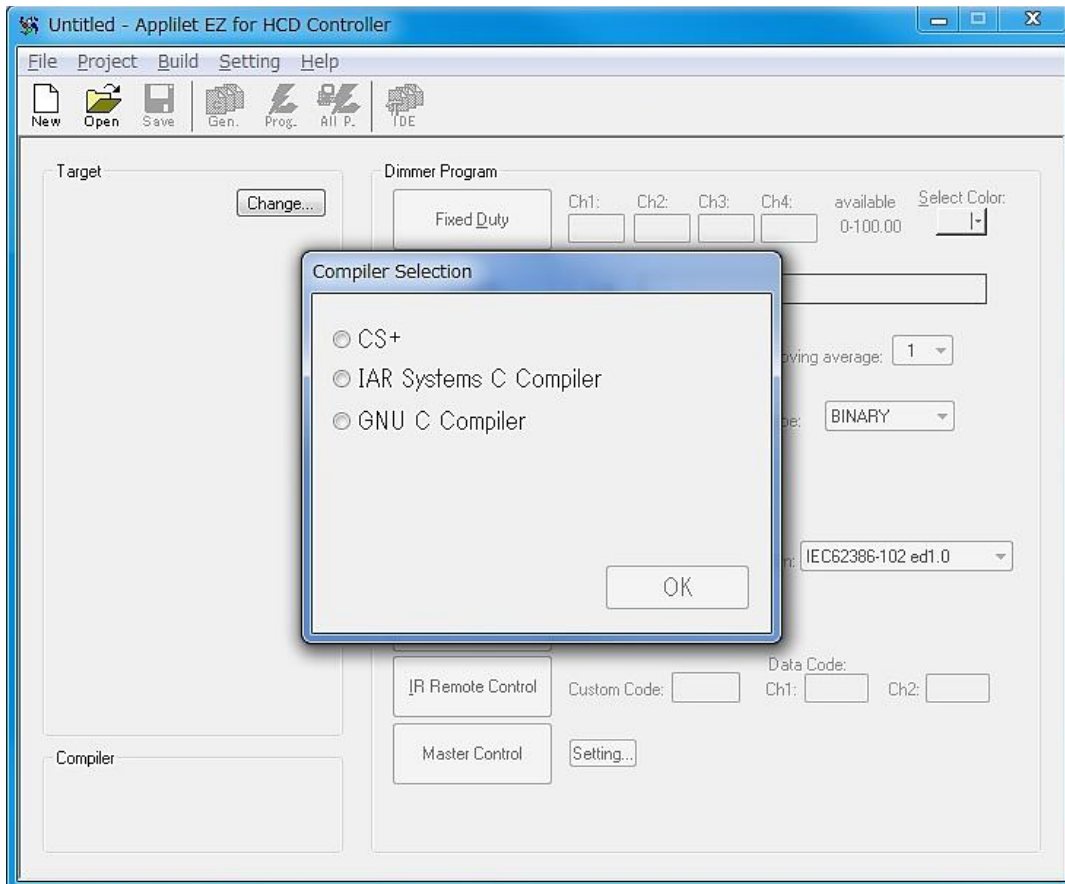 Untitled - Applilet EZ for HCD Controller
File Project Build Setting Help
New Open Save Gen. Prog. All P. IDE
Target
Change...
Dimmer Program
Fixed Duty
Ch1: Ch2: Ch3: Ch4: available Select Color:
0-100.00
Compiler Selection
CS+
IAR Systems C Compiler
GNU C Compiler
OK
oving average: 1
BINARY
IEC62386-102 ed1.0
IR Remote Control
Custom Code:
Data Code:
Ch1: Ch2:
Master Control
Setting...
Compiler